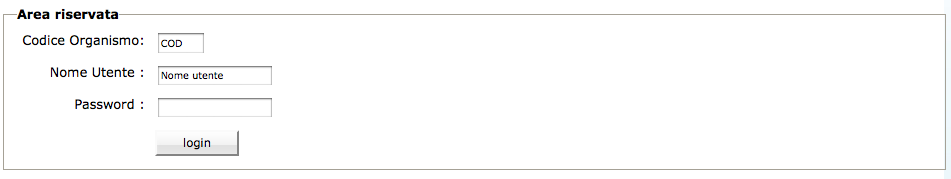 Area riservata
Codice Organismo: COD
Nome Utente : Nome utente
Password :
login